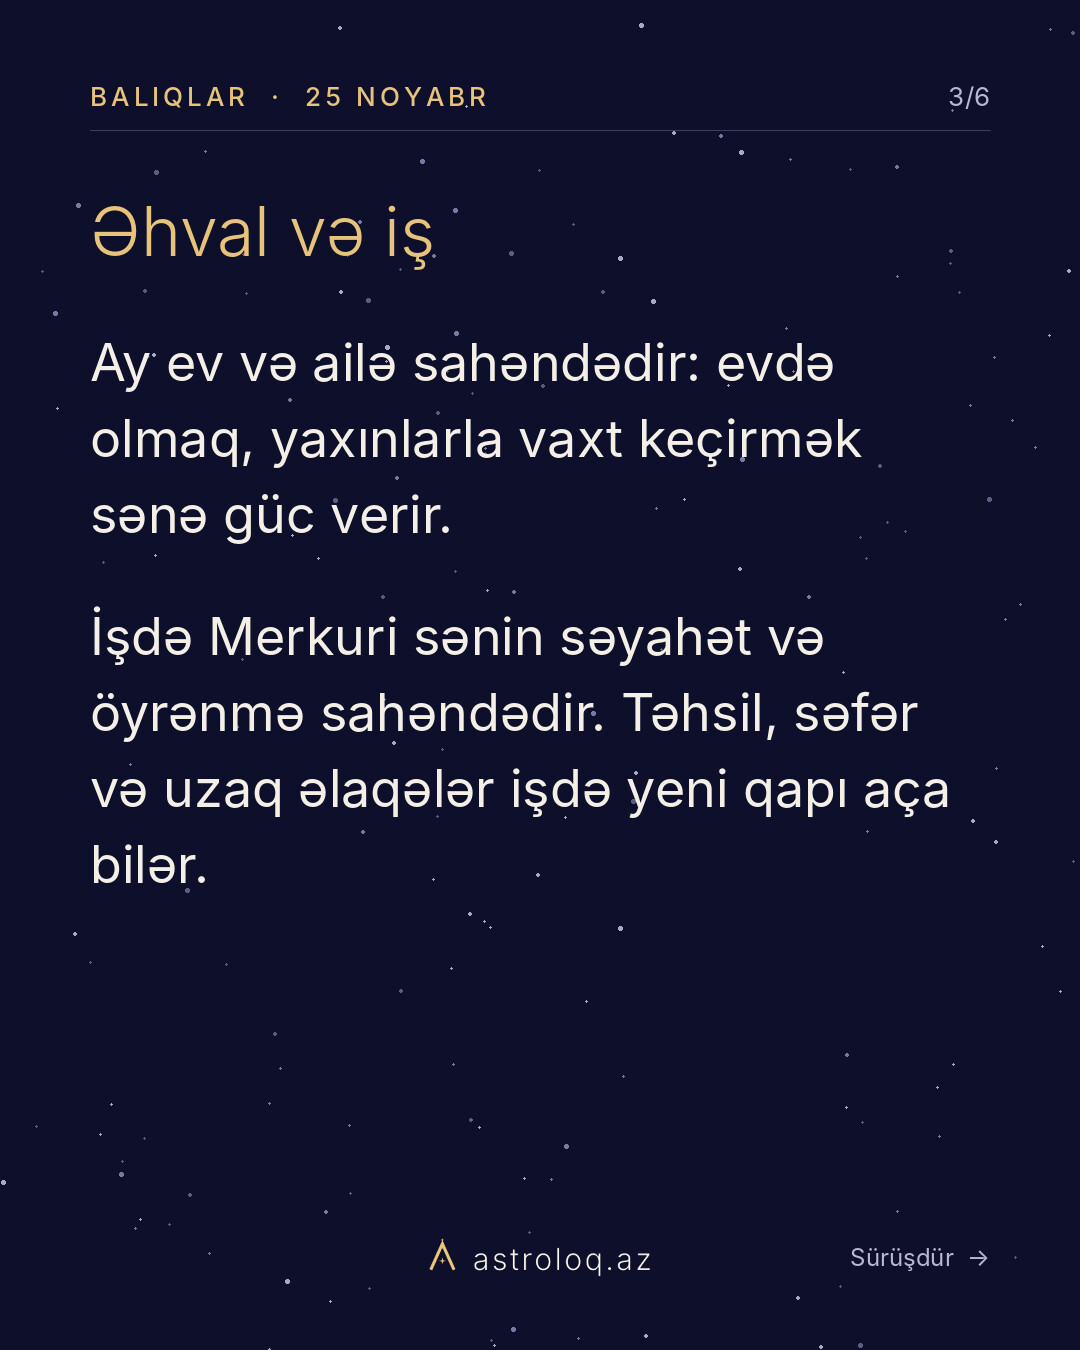 BALIQLAR · 25 NOYABR 3/6
Əhval və iş
Ay ev və ailə sahəndədir: evdə
olmaq, yaxınlarla vaxt keçirmək
sənə güc verir.
İşdə Merkuri sənin səyahət və
öyrənmə sahəndədir. Təhsil, səfər
və uzaq əlaqələr işdə yeni qapı aça
bilər.
astroloq.az Sürüşdür →